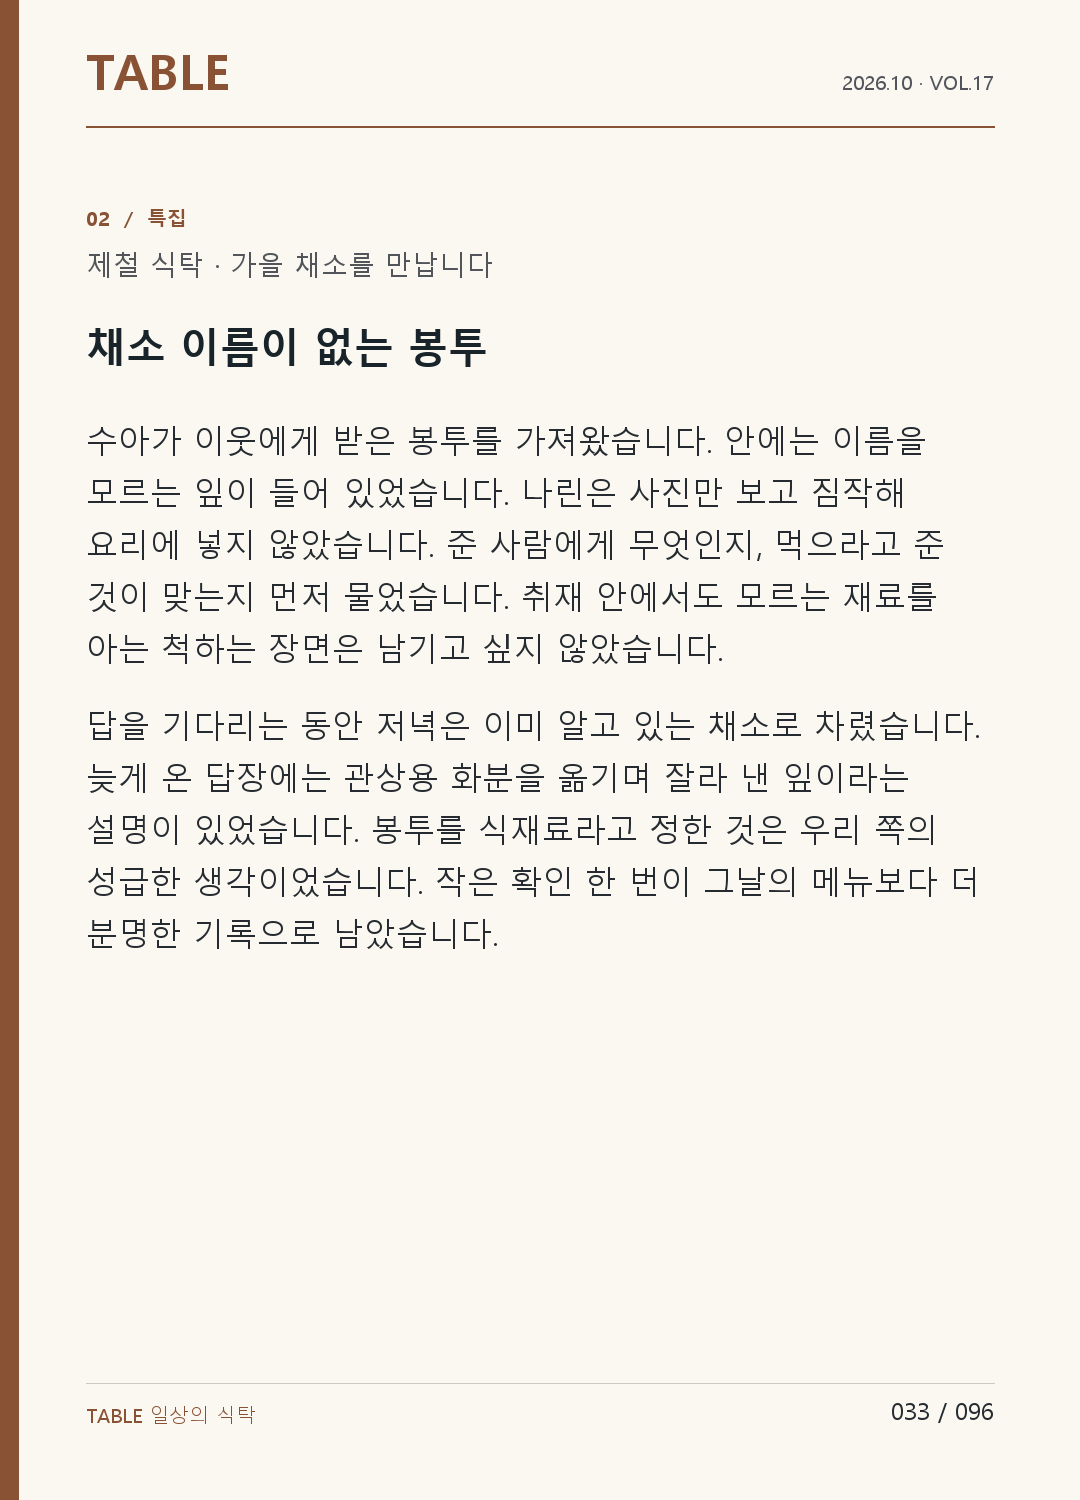 TABLE
2026.10 · VOL.17
02 / 특집
제철 식탁 · 가을 채소를 만납니다
채소 이름이 없는 봉투
수아가 이웃에게 받은 봉투를 가져왔습니다. 안에는 이름을
모르는 잎이 들어 있었습니다. 나린은 사진만 보고 짐작해
요리에 넣지 않았습니다. 준 사람에게 무엇인지, 먹으라고 준
것이 맞는지 먼저 물었습니다. 취재 안에서도 모르는 재료를
아는 척하는 장면은 남기고 싶지 않았습니다.
답을 기다리는 동안 저녁은 이미 알고 있는 채소로 차렸습니다.
늦게 온 답장에는 관상용 화분을 옮기며 잘라 낸 잎이라는
설명이 있었습니다. 봉투를 식재료라고 정한 것은 우리 쪽의
성급한 생각이었습니다. 작은 확인 한 번이 그날의 메뉴보다 더
분명한 기록으로 남았습니다.
TABLE 일상의 식탁
033 / 096